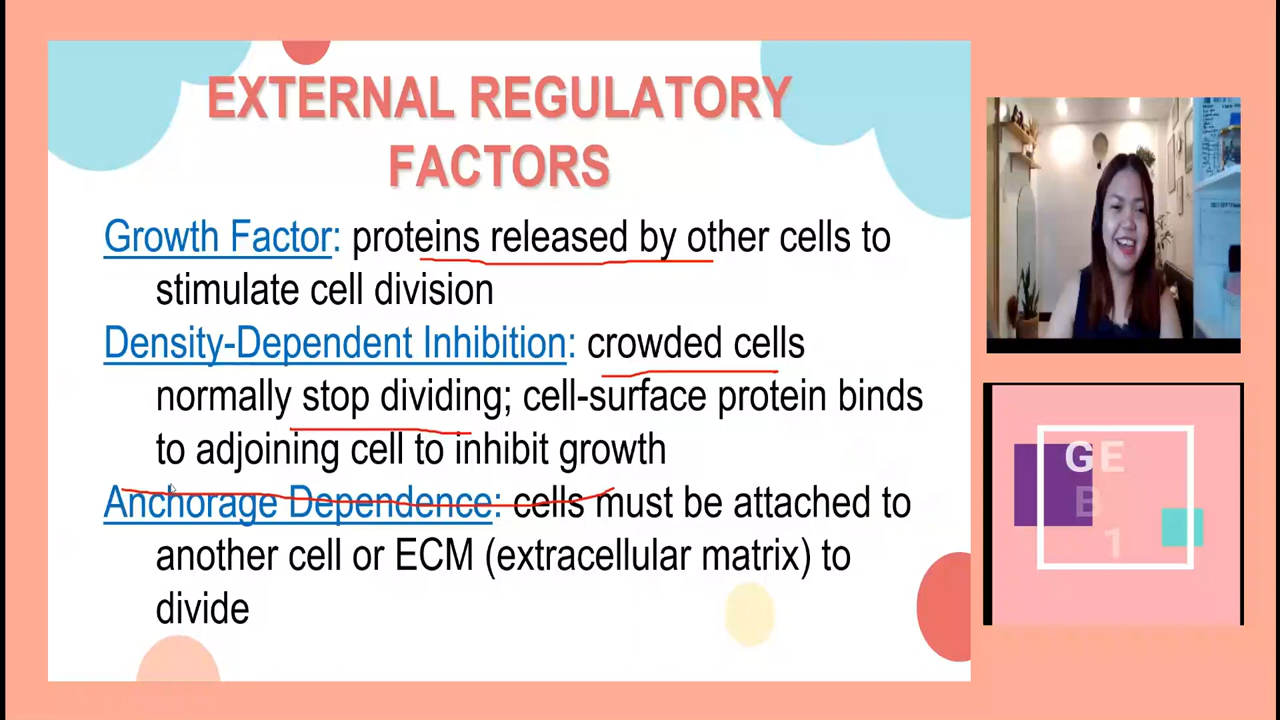 EXTERNAL REGULATORY
FACTORS
Growth Factor: proteins released by other cells to
stimulate cell division
Density-Dependent Inhibition: crowded cells
normally stop dividing; cell-surface protein binds
to adjoining cell to inhibit growth
Anchorage Dependence: cells must be attached to
another cell or ECM (extracellular matrix) to
divide
GE
B
1